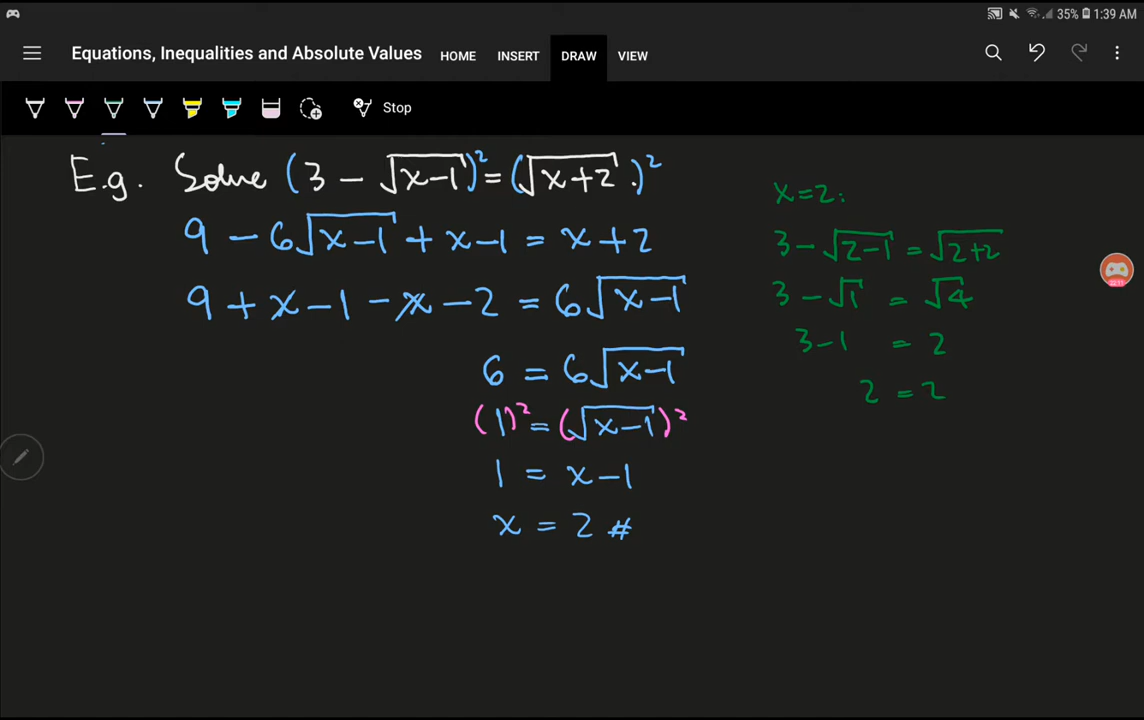 35% 1:39 AM
Equations, Inequalities and Absolute Values HOME INSERT DRAW VIEW
Stop
E.g. Solve (3 − √(x−1))² = (√(x+2).)²
9 − 6√(x−1) + x − 1 = x + 2
9 + x − 1 − x − 2 = 6√(x−1)
6 = 6√(x−1)
(1)² = (√(x−1))²
1 = x − 1
x = 2 #
x = 2:
3 − √(2−1) = √(2+2)
3 − √1 = √4
3 − 1 = 2
2 = 2